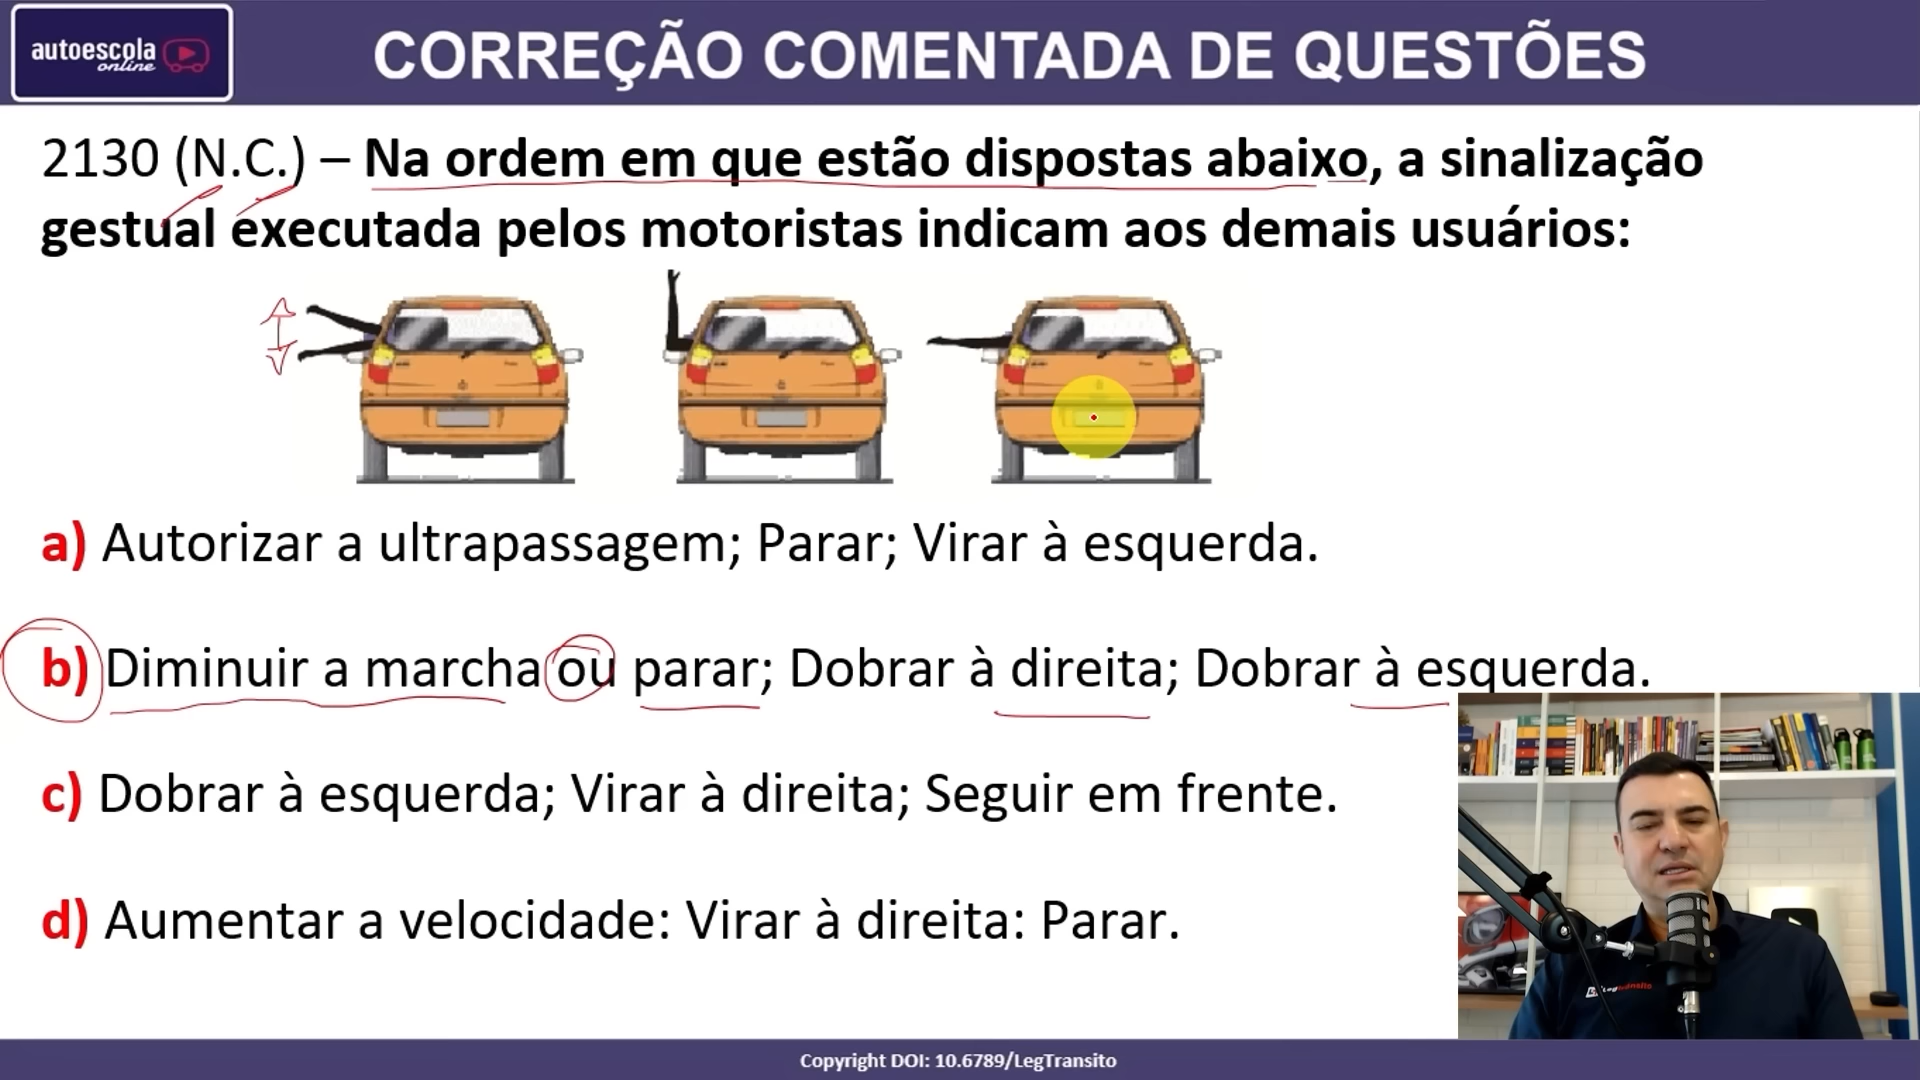 autoescola
online
CORREÇÃO COMENTADA DE QUESTÕES
2130 (N.C.) – Na ordem em que estão dispostas abaixo, a sinalização
gestual executada pelos motoristas indicam aos demais usuários:
a) Autorizar a ultrapassagem; Parar; Virar à esquerda.
b) Diminuir a marcha ou parar; Dobrar à direita; Dobrar à esquerda.
c) Dobrar à esquerda; Virar à direita; Seguir em frente.
d) Aumentar a velocidade: Virar à direita: Parar.
Copyright DOI: 10.6789/LegTransito